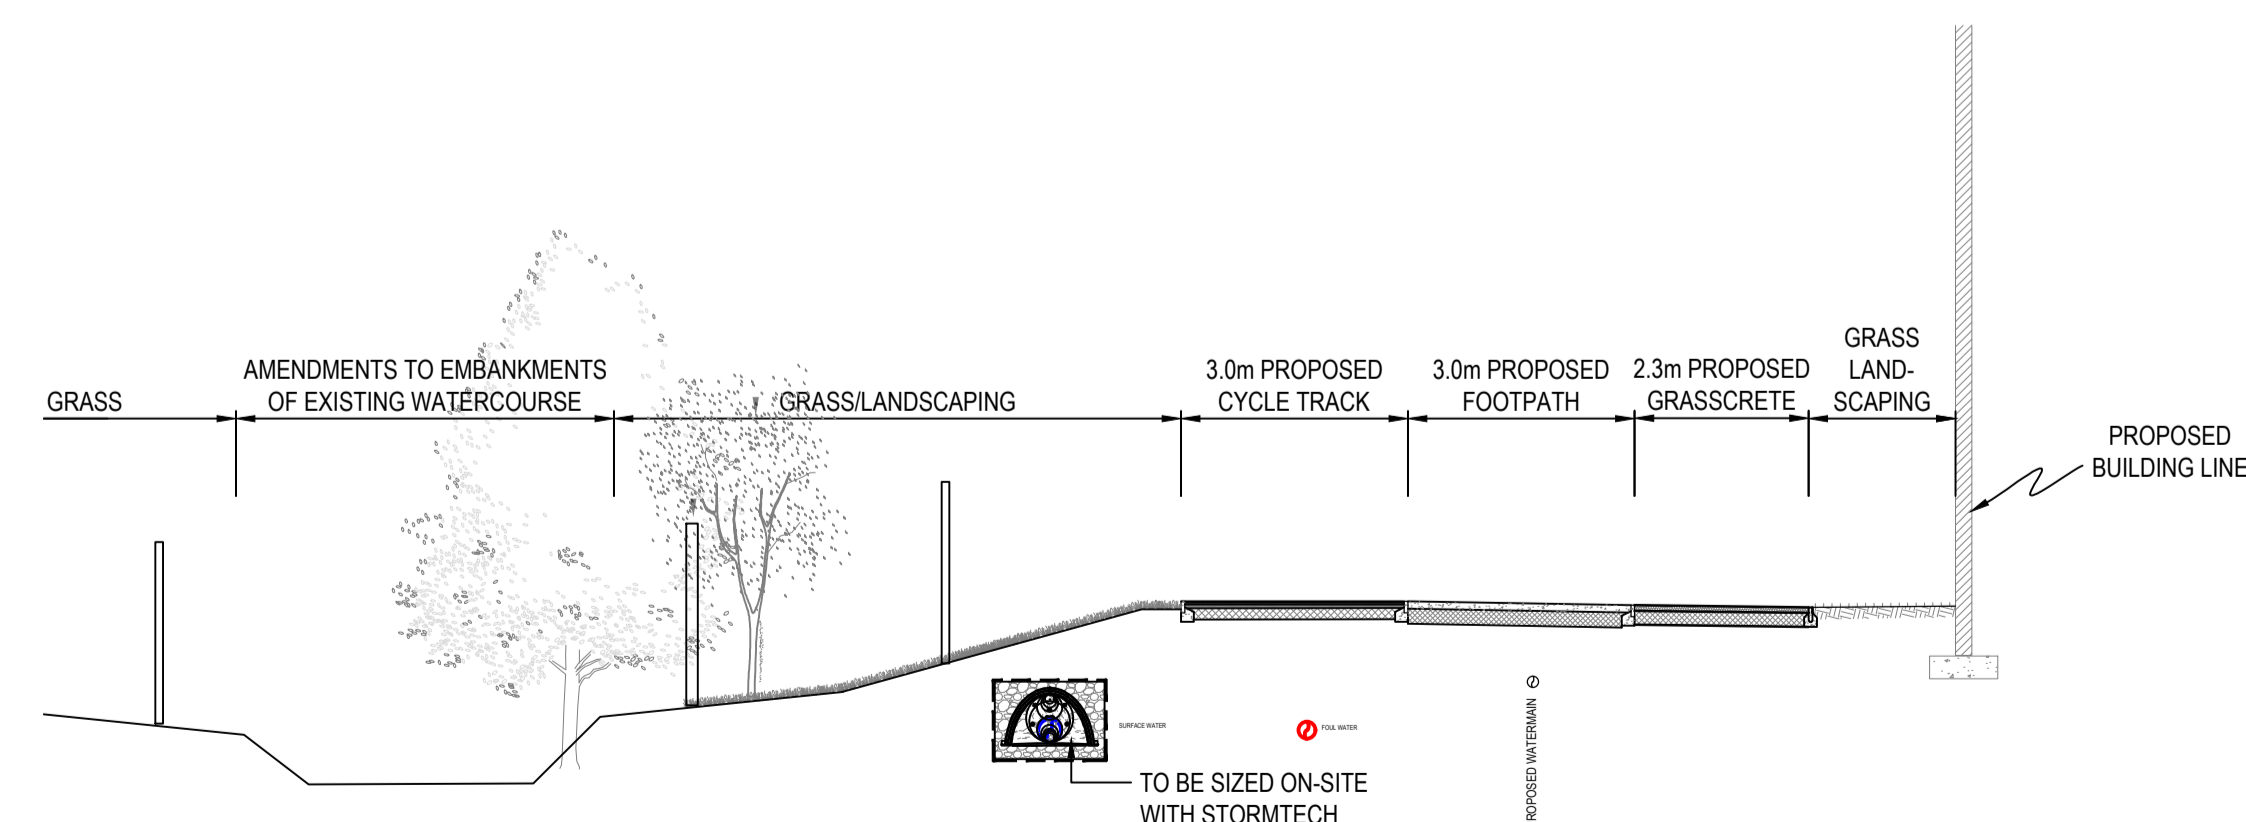 GRASS
AMENDMENTS TO EMBANKMENTS
OF EXISTING WATERCOURSE
GRASS/LANDSCAPING
3.0m PROPOSED
CYCLE TRACK
3.0m PROPOSED
FOOTPATH
2.3m PROPOSED
GRASSCRETE
GRASS
LAND-
SCAPING
PROPOSED
BUILDING LINE
SURFACE WATER
FOUL WATER
TO BE SIZED ON-SITE
WITH STORMTECH
ROPOSED WATERMAIN